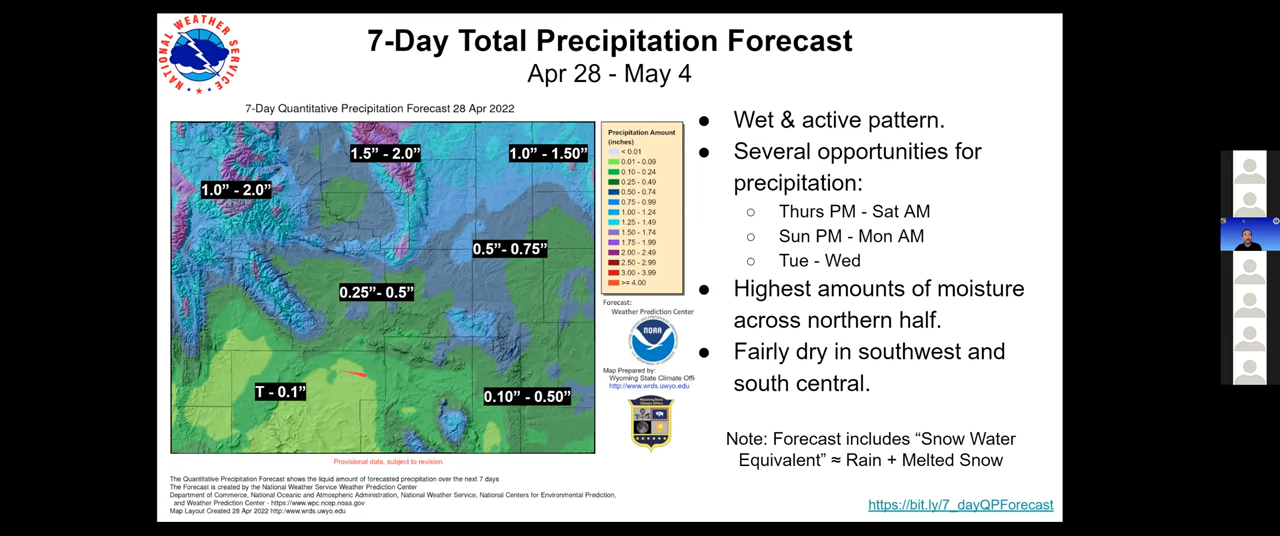 7-Day Total Precipitation Forecast
Apr 28 - May 4
NATIONAL WEATHER SERVICE
7-Day Quantitative Precipitation Forecast 28 Apr 2022
1.5” - 2.0”
1.0” - 1.50”
1.0” - 2.0”
0.5”- 0.75”
0.25”- 0.5”
T - 0.1”
0.10” - 0.50”
Precipitation Amount
(inches)
< 0.01
0.01 - 0.09
0.10 - 0.24
0.25 - 0.49
0.50 - 0.74
0.75 - 0.99
1.00 - 1.24
1.25 - 1.49
1.50 - 1.74
1.75 - 1.99
2.00 - 2.49
2.50 - 2.99
3.00 - 3.99
>= 4.00
Forecast:
Weather Prediction Center
NOAA
Map Prepared by:
Wyoming State Climate Offi
http://www.wrds.uwyo.edu
Provisional data, subject to revision
The Quantitative Precipitation Forecast shows the liquid amount of forecasted precipitation over the next 7 days
The Forecast is created by the National Weather Service Weather Prediction Center
Department of Commerce, National Oceanic and Atmospheric Administration, National Weather Service, National Centers for Environmental Prediction,
and Weather Prediction Center - https://www.wpc.ncep.noaa.gov
Map Layout Created 28 Apr 2022 http:/www.wrds.uwyo.edu
● Wet & active pattern.
● Several opportunities for
precipitation:
○ Thurs PM - Sat AM
○ Sun PM - Mon AM
○ Tue - Wed
● Highest amounts of moisture
across northern half.
● Fairly dry in southwest and
south central.
Note: Forecast includes “Snow Water
Equivalent” ≈ Rain + Melted Snow
https://bit.ly/7_dayQPForecast